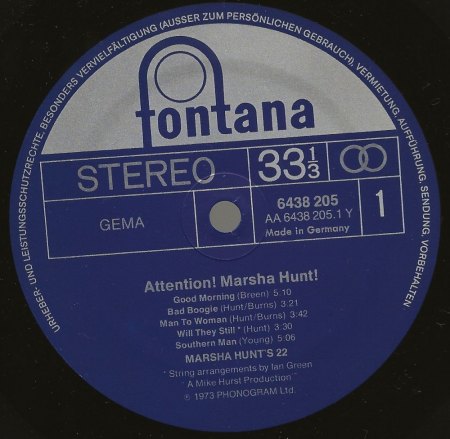 URHEBER- UND LEISTUNGSSCHUTZRECHTE, BESONDERS VERVIELFÄLTIGUNG (AUSSER ZUM PERSÖNLICHEN GEBRAUCH), VERMIETUNG, AUFFÜHRUNG, SENDUNG, VORBEHALTEN
fontana
STEREO
33 1/3
GEMA
6438 205
AA 6438 205.1 Y
Made in Germany
1
Attention! Marsha Hunt!
Good Morning (Breen) 5:10
Bad Boogie (Hunt/Burns) 3:21
Man To Woman (Hunt/Burns) 3:42
Will They Still * (Hunt) 3:30
Southern Man (Young) 5:06
MARSHA HUNT'S 22
* String arrangements by Ian Green
"A Mike Hurst Production"
℗ 1973 PHONOGRAM Ltd.